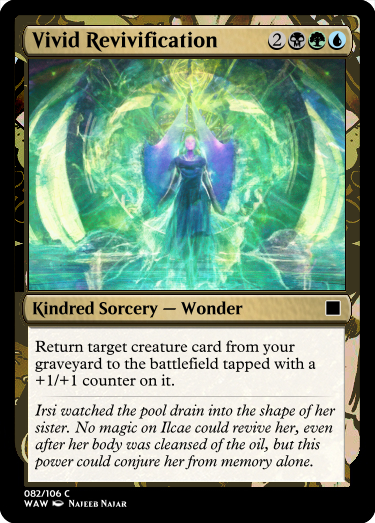 Vivid Revivification 2
Kindred Sorcery — Wonder
Return target creature card from your
graveyard to the battlefield tapped with a
+1/+1 counter on it.
Irsi watched the pool drain into the shape of her
sister. No magic on Ilcae could revive her, even
after her body was cleansed of the oil, but this
power could conjure her from memory alone.
082/106 C
WAW Najeeb Najar